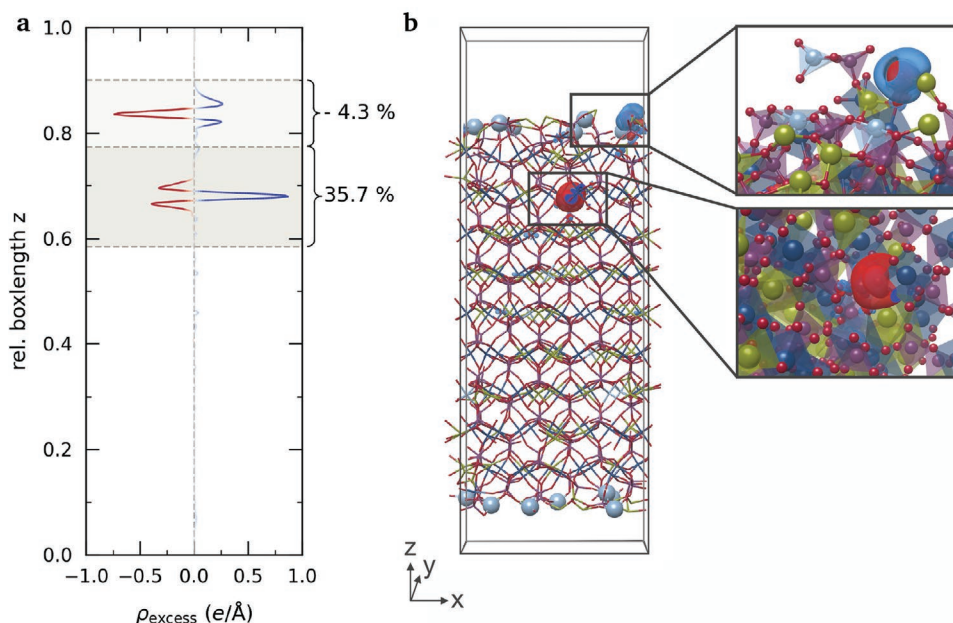 a
1.0
0.8
0.6
0.4
0.2
0.0
rel. boxlength z
−1.0 −0.5 0.0 0.5 1.0
ρexcess (e/Å)
- 4.3 %
35.7 %
b
z
y
x